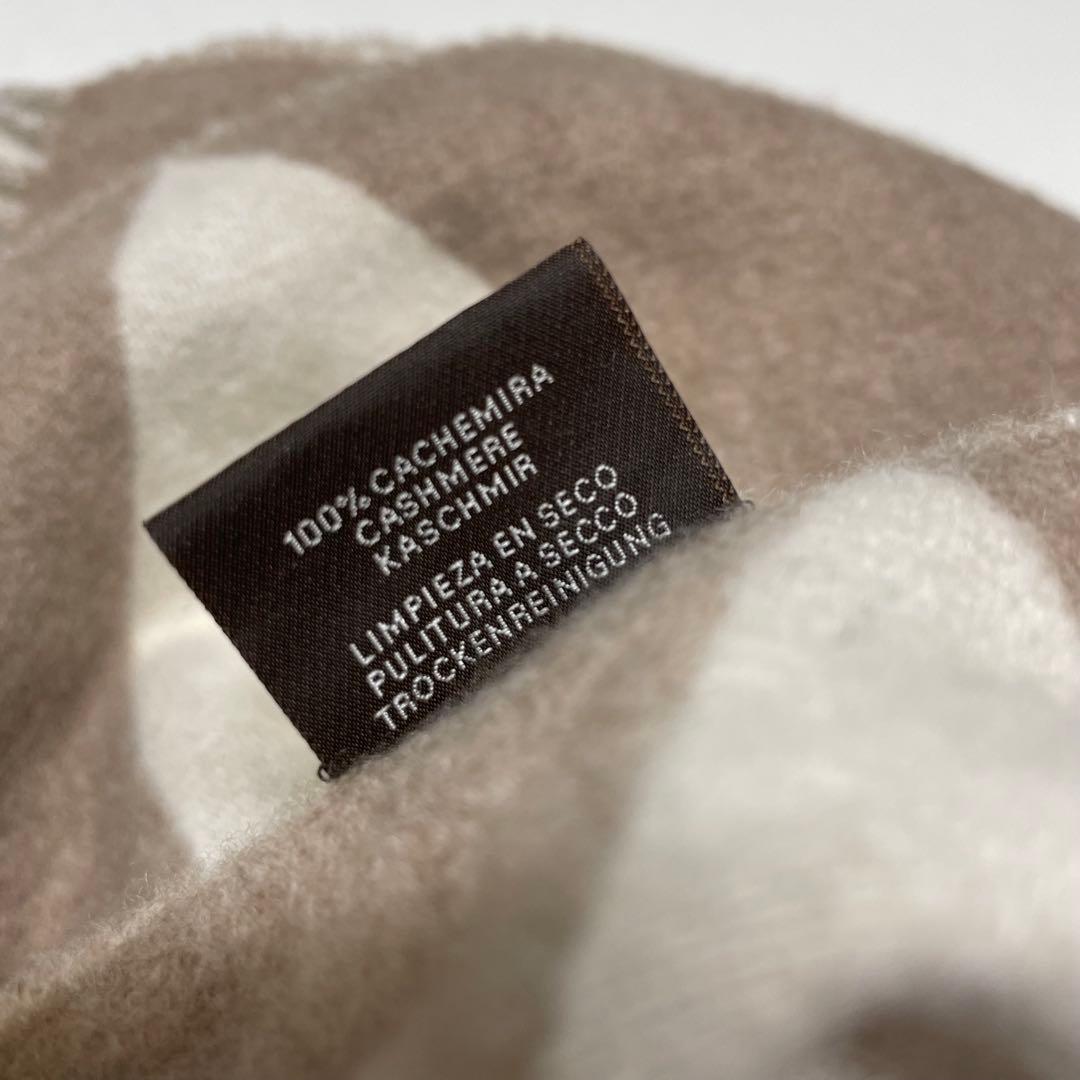 100% CACHEMIRA
CASHMERE
KASCHMIR
LIMPIEZA EN SECO
PULITURA A SECCO
TROCKENREINIGUNG